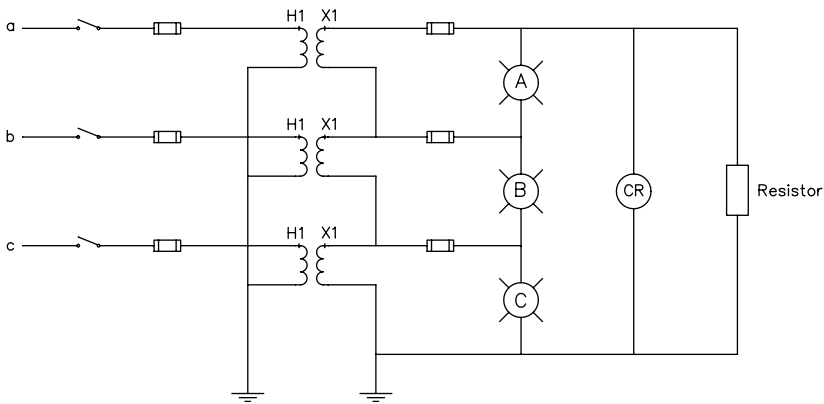 a H1 X1
A
b H1 X1
B CR Resistor
c H1 X1
C